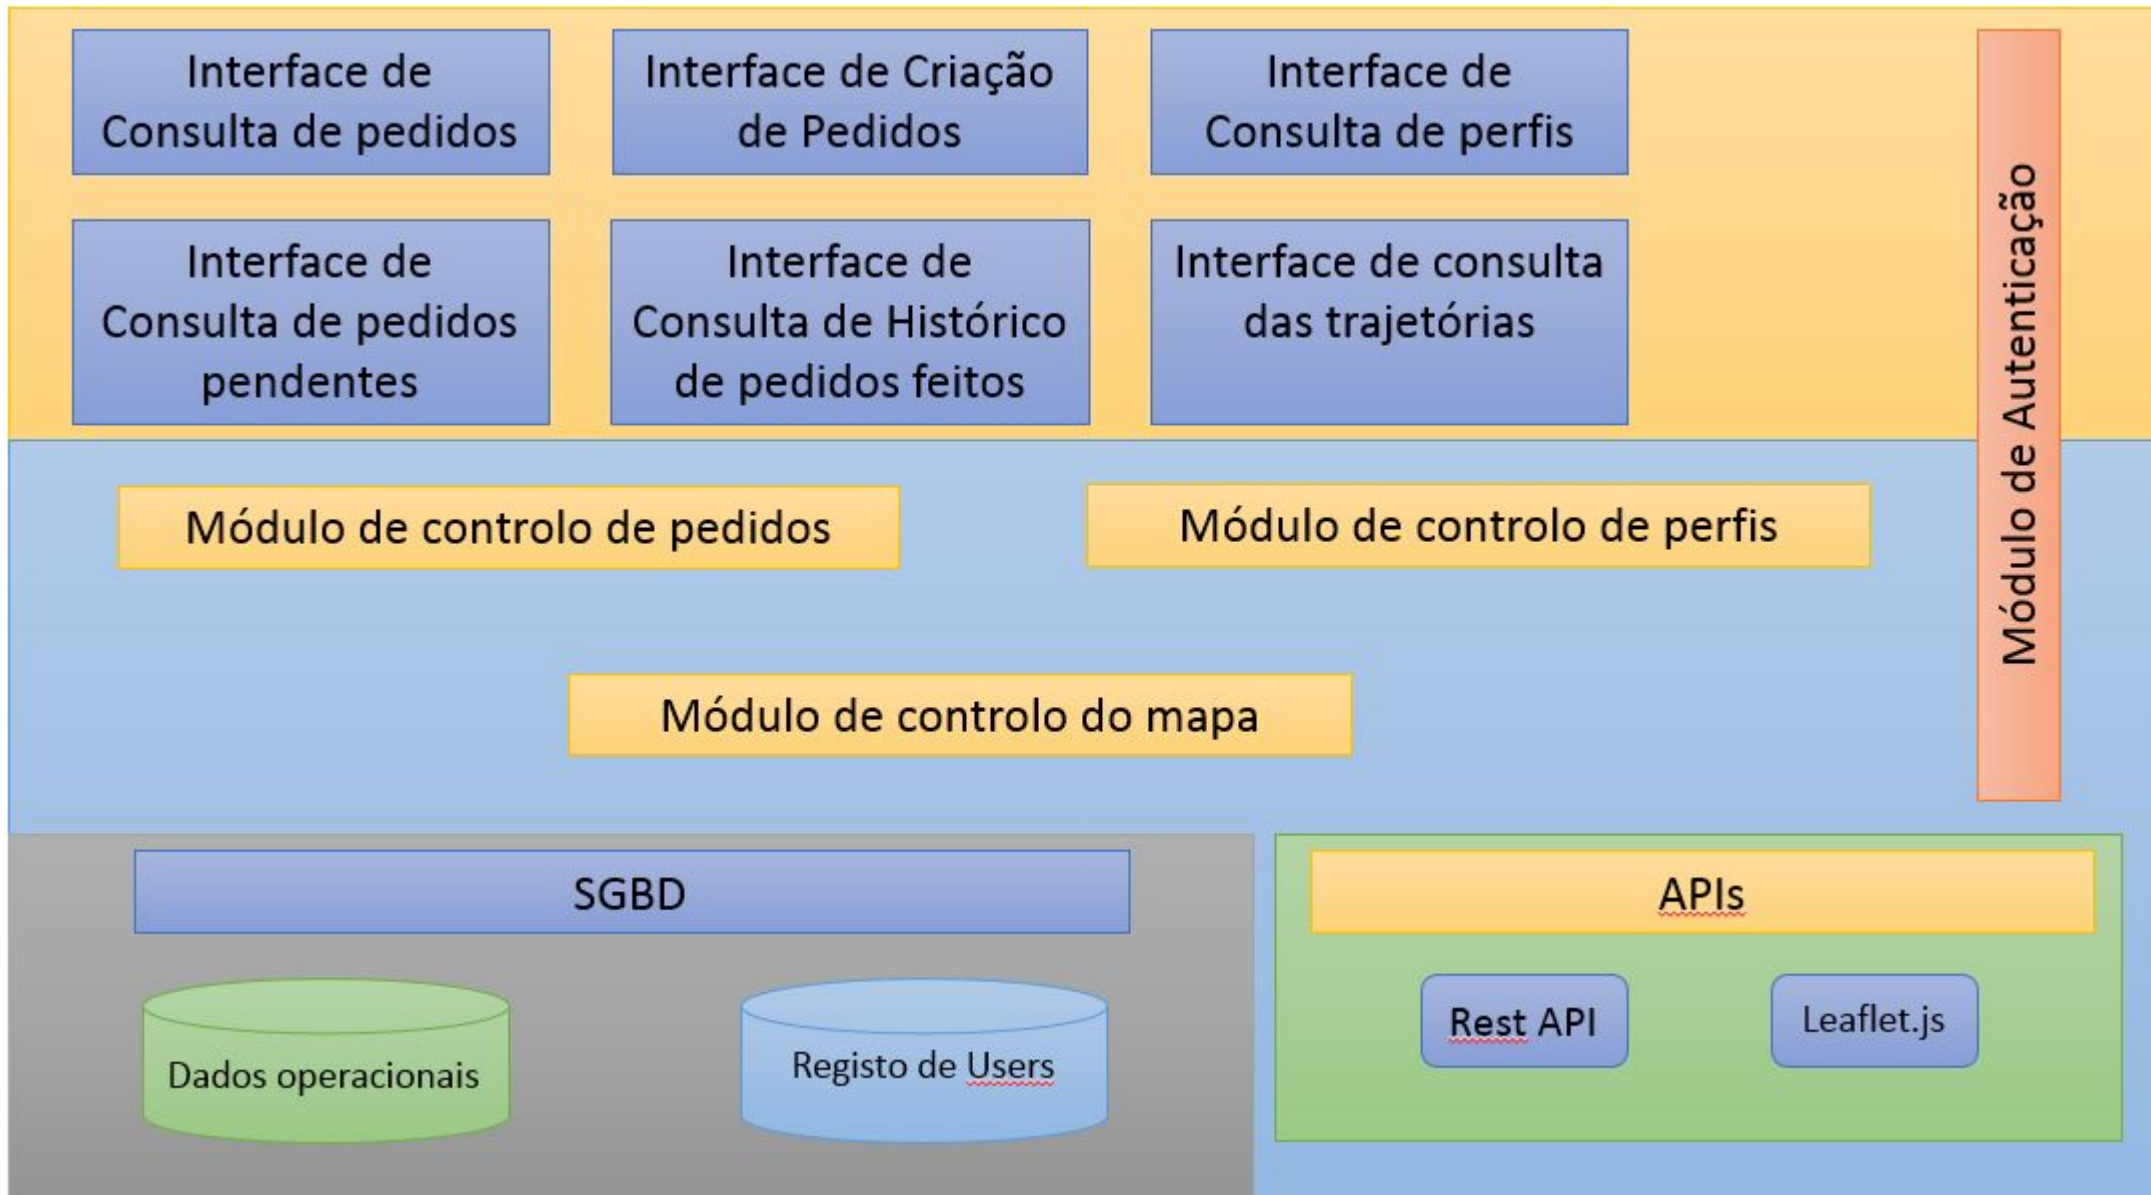 Interface de
Consulta de pedidos
Interface de Criação
de Pedidos
Interface de
Consulta de perfis
Interface de
Consulta de pedidos
pendentes
Interface de
Consulta de Histórico
de pedidos feitos
Interface de consulta
das trajetórias
Módulo de Autenticação
Módulo de controlo de pedidos
Módulo de controlo de perfis
Módulo de controlo do mapa
SGBD
APIs
Dados operacionais
Registo de Users
Rest API
Leaflet.js